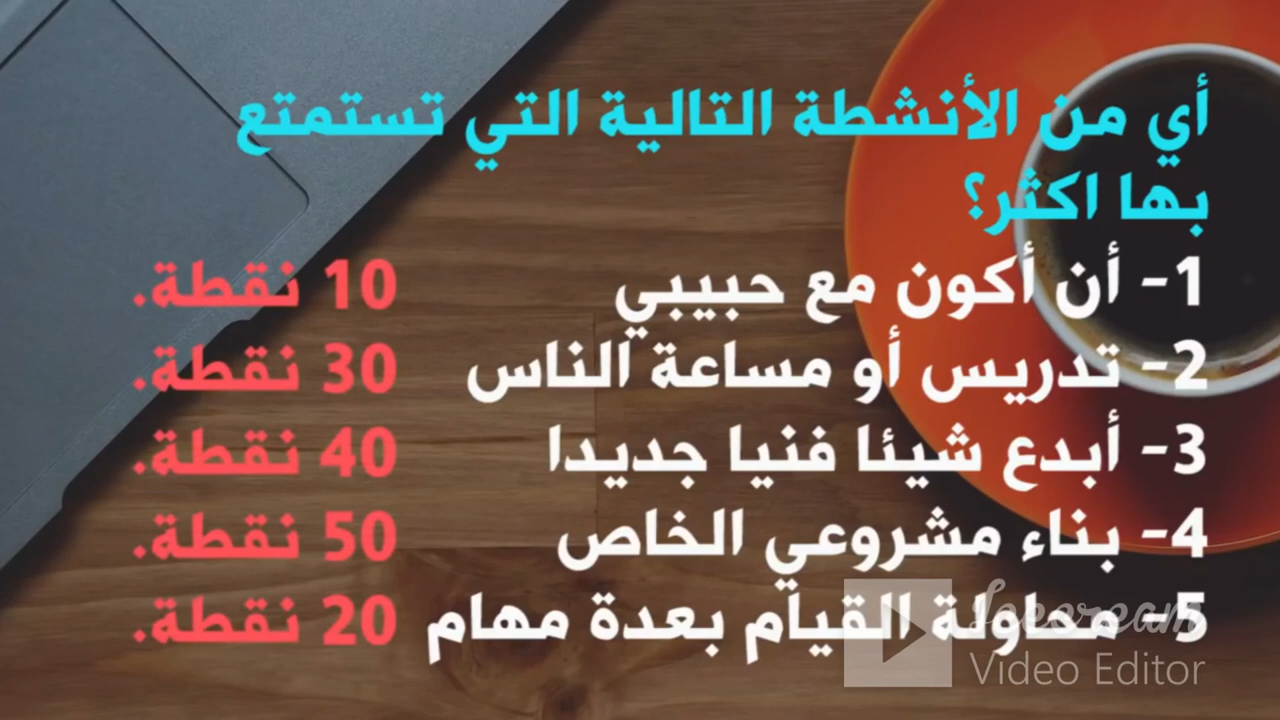 أي من الأنشطة التالية التي تستمتع
بها اكثر؟
1- أن أكون مع حبيبي 10 نقطة.
2- تدريس أو مساعة الناس 30 نقطة.
3- أبدع شيئا فنيا جديدا 40 نقطة.
4- بناء مشروعي الخاص 50 نقطة.
5- محاولة القيام بعدة مهام 20 نقطة.
Icecream
Video Editor